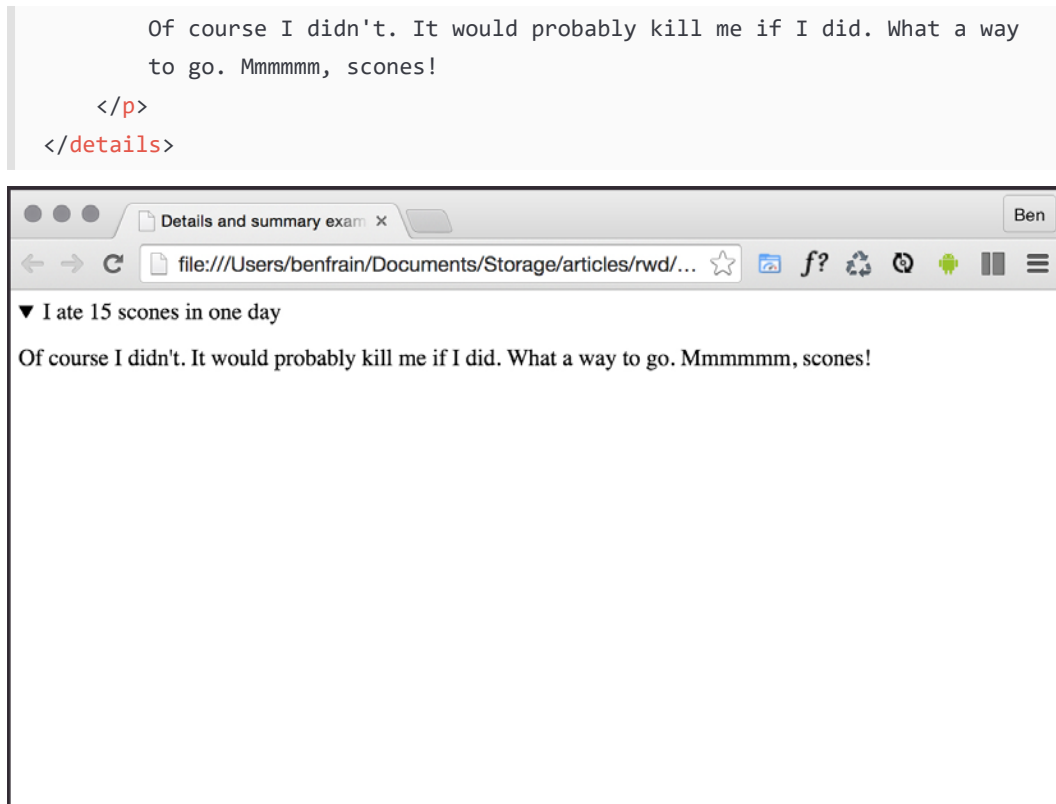 Of course I didn't. It would probably kill me if I did. What a way
to go. Mmmmmm, scones!
</p>
</details>
Details and summary exam ×
Ben
file:///Users/benfrain/Documents/Storage/articles/rwd/...
f?
▼ I ate 15 scones in one day
Of course I didn't. It would probably kill me if I did. What a way to go. Mmmmmm, scones!